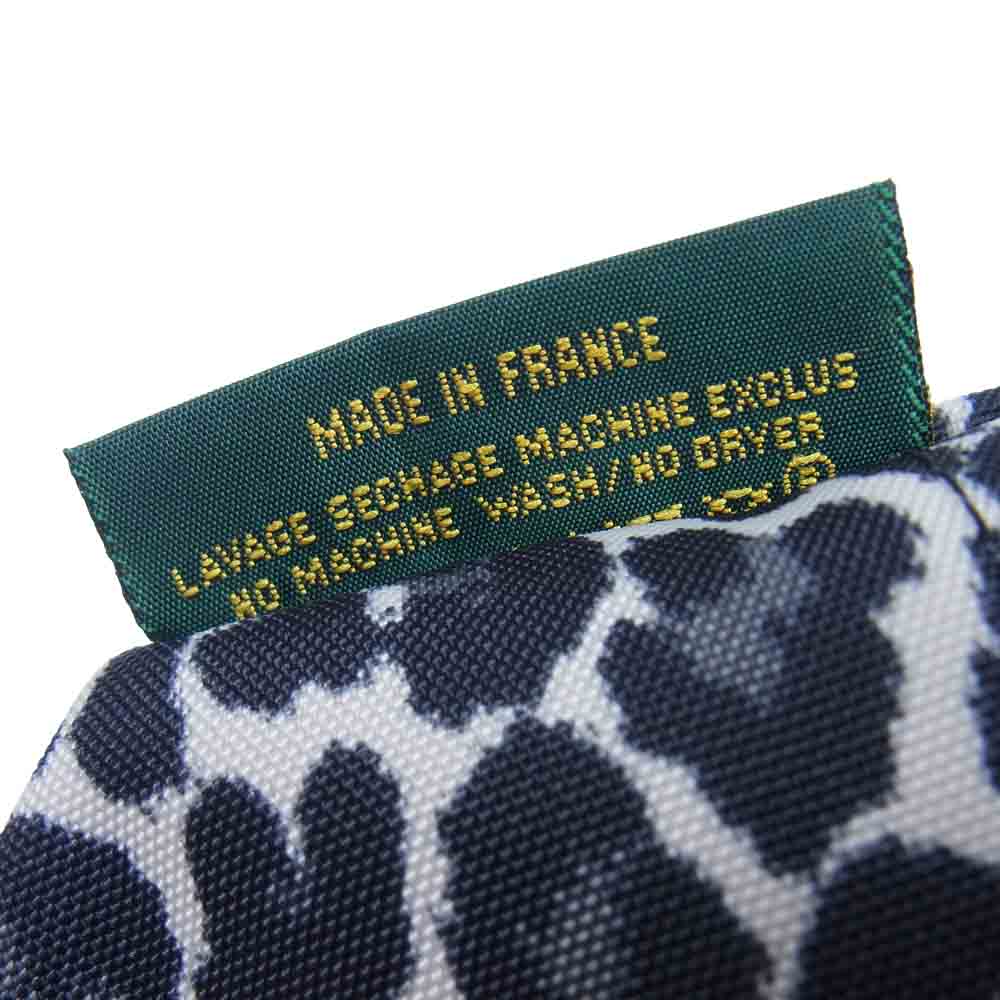 MADE IN FRANCE
LAVAGE SECHAGE MACHINE EXCLUS
NO MACHINE WASH/NO DRYER
®